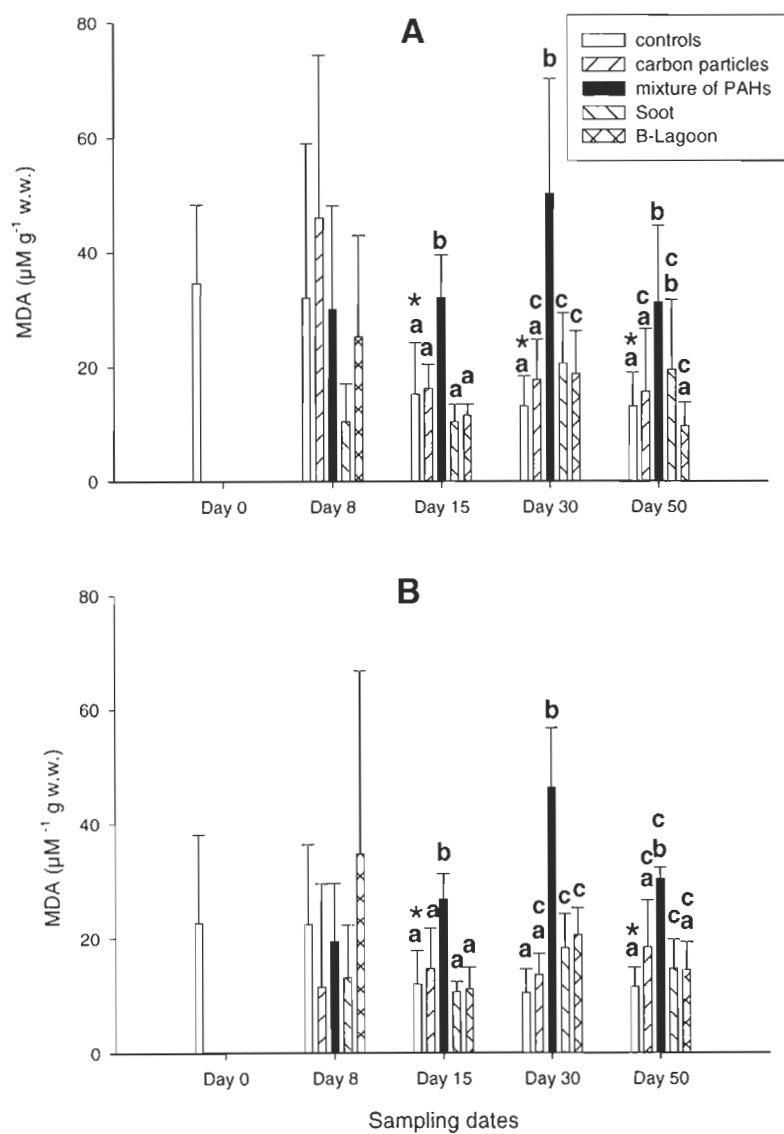 A
controls
carbon particles
mixture of PAHs
Soot
B-Lagoon
MDA (µM g⁻¹ w.w.)
80
60
40
20
0
* a a b a a
* a c a b c c
* a c a b c b c a
Day 0 Day 8 Day 15 Day 30 Day 50
B
MDA (µM ⁻¹ g w.w.)
80
60
40
20
0
* a a b a a
a c a b c c
* a c a c b c c a
Day 0 Day 8 Day 15 Day 30 Day 50
Sampling dates